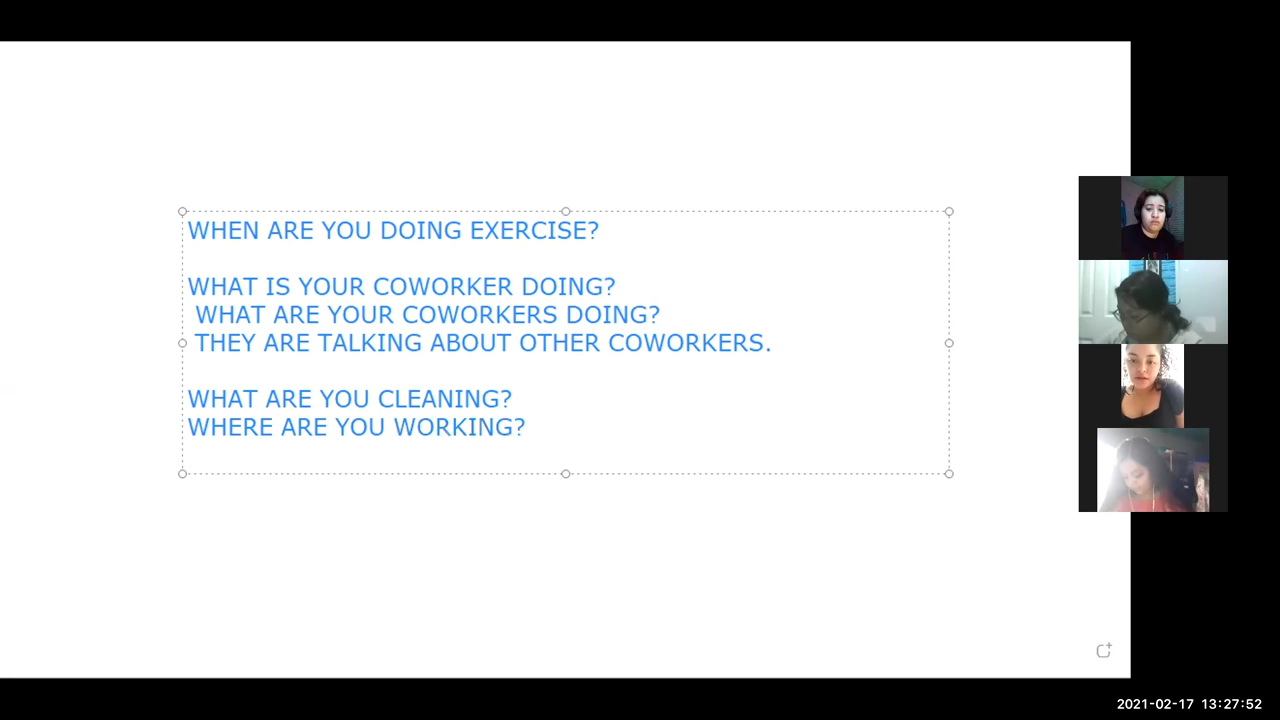 WHEN ARE YOU DOING EXERCISE?
WHAT IS YOUR COWORKER DOING?
WHAT ARE YOUR COWORKERS DOING?
THEY ARE TALKING ABOUT OTHER COWORKERS.
WHAT ARE YOU CLEANING?
WHERE ARE YOU WORKING?
2021-02-17 13:27:52